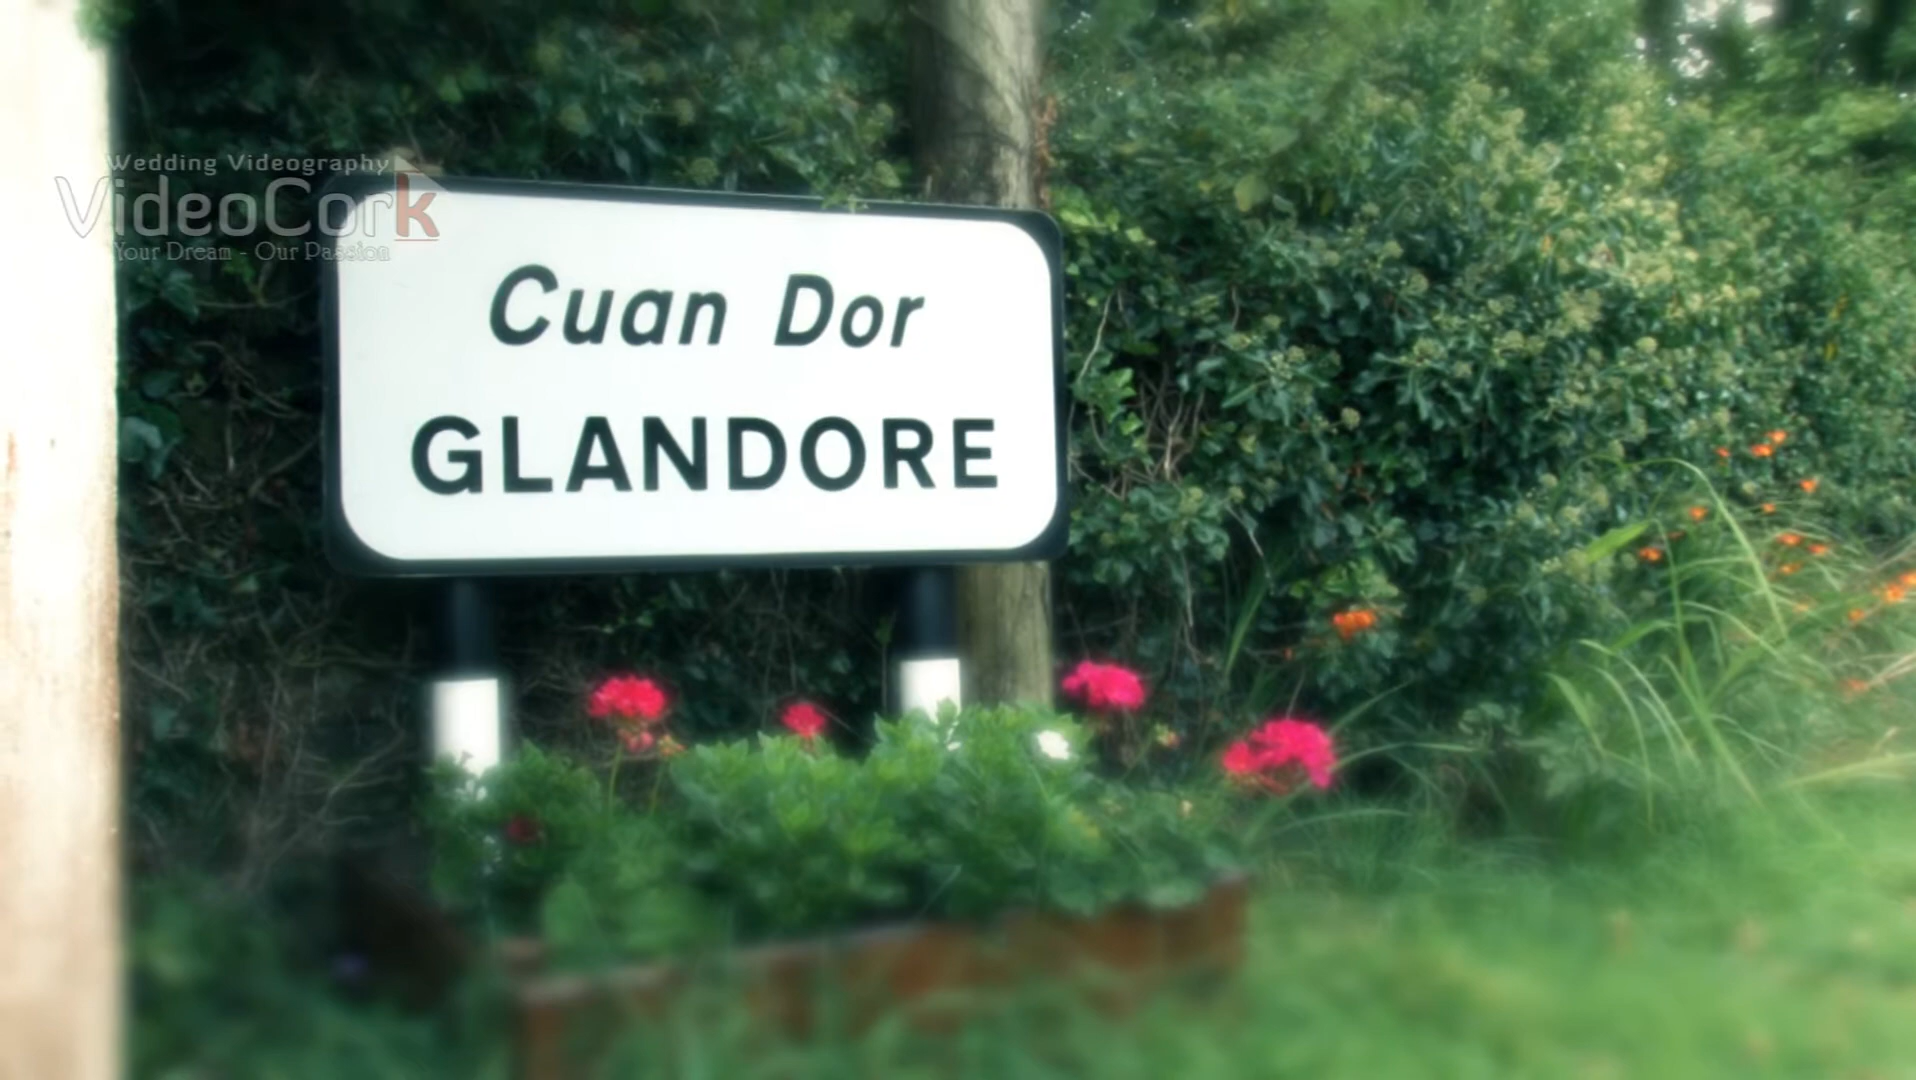 Wedding Videography
VideoCork
Your Dream - Our Passion
Cuan Dor
GLANDORE